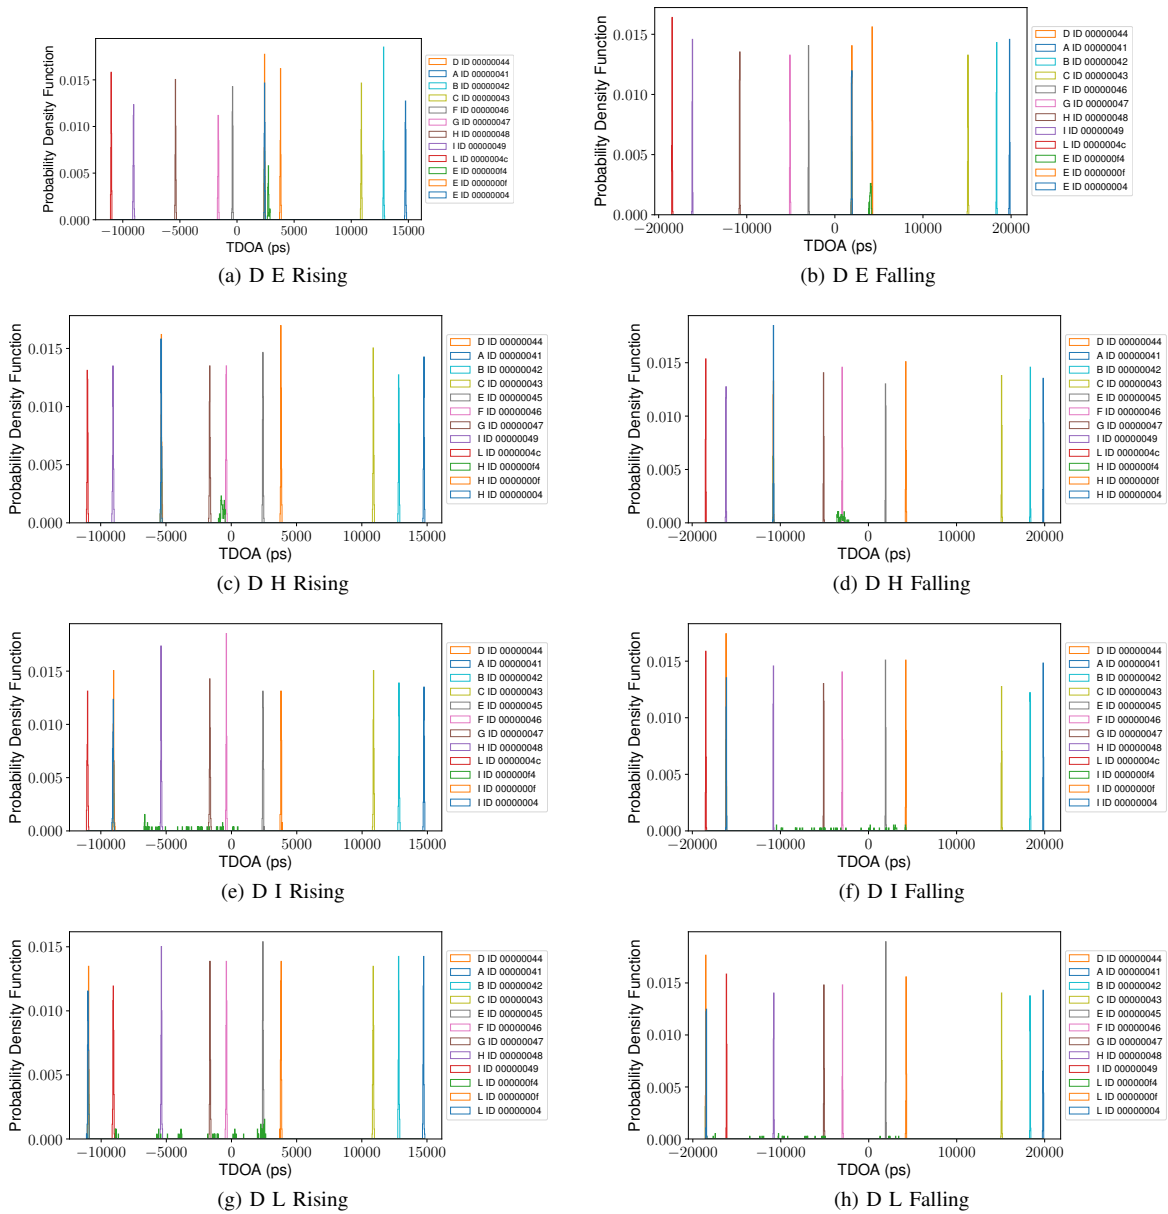 Probability Density Function
0.015
0.010
0.005
0.000
−10000 −5000 0 5000 10000 15000
TDOA (ps)
D ID 00000044
A ID 00000041
B ID 00000042
C ID 00000043
F ID 00000046
G ID 00000047
H ID 00000048
I ID 00000049
L ID 0000004c
E ID 000000f4
E ID 0000000f
E ID 00000004
(a) D E Rising
Probability Density Function
0.015
0.010
0.005
0.000
−20000 −10000 0 10000 20000
TDOA (ps)
D ID 00000044
A ID 00000041
B ID 00000042
C ID 00000043
F ID 00000046
G ID 00000047
H ID 00000048
I ID 00000049
L ID 0000004c
E ID 000000f4
E ID 0000000f
E ID 00000004
(b) D E Falling
Probability Density Function
0.015
0.010
0.005
0.000
−10000 −5000 0 5000 10000 15000
TDOA (ps)
D ID 00000044
A ID 00000041
B ID 00000042
C ID 00000043
E ID 00000045
F ID 00000046
G ID 00000047
I ID 00000049
L ID 0000004c
H ID 000000f4
H ID 0000000f
H ID 00000004
(c) D H Rising
Probability Density Function
0.015
0.010
0.005
0.000
−20000 −10000 0 10000 20000
TDOA (ps)
D ID 00000044
A ID 00000041
B ID 00000042
C ID 00000043
E ID 00000045
F ID 00000046
G ID 00000047
I ID 00000049
L ID 0000004c
H ID 000000f4
H ID 0000000f
H ID 00000004
(d) D H Falling
Probability Density Function
0.015
0.010
0.005
0.000
−10000 −5000 0 5000 10000 15000
TDOA (ps)
D ID 00000044
A ID 00000041
B ID 00000042
C ID 00000043
E ID 00000045
F ID 00000046
G ID 00000047
H ID 00000048
L ID 0000004c
I ID 000000f4
I ID 0000000f
I ID 00000004
(e) D I Rising
Probability Density Function
0.015
0.010
0.005
0.000
−20000 −10000 0 10000 20000
TDOA (ps)
D ID 00000044
A ID 00000041
B ID 00000042
C ID 00000043
E ID 00000045
F ID 00000046
G ID 00000047
H ID 00000048
L ID 0000004c
I ID 000000f4
I ID 0000000f
I ID 00000004
(f) D I Falling
Probability Density Function
0.015
0.010
0.005
0.000
−10000 −5000 0 5000 10000 15000
TDOA (ps)
D ID 00000044
A ID 00000041
B ID 00000042
C ID 00000043
E ID 00000045
F ID 00000046
G ID 00000047
H ID 00000048
I ID 00000049
L ID 000000f4
L ID 0000000f
L ID 00000004
(g) D L Rising
Probability Density Function
0.015
0.010
0.005
0.000
−20000 −10000 0 10000 20000
TDOA (ps)
D ID 00000044
A ID 00000041
B ID 00000042
C ID 00000043
E ID 00000045
F ID 00000046
G ID 00000047
H ID 00000048
I ID 00000049
L ID 000000f4
L ID 0000000f
L ID 00000004
(h) D L Falling